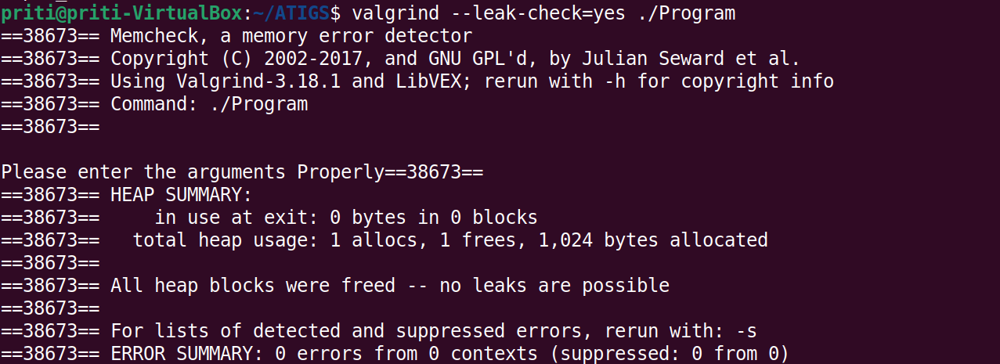 priti@priti-VirtualBox:~/ATIGS$ valgrind --leak-check=yes ./Program
==38673== Memcheck, a memory error detector
==38673== Copyright (C) 2002-2017, and GNU GPL'd, by Julian Seward et al.
==38673== Using Valgrind-3.18.1 and LibVEX; rerun with -h for copyright info
==38673== Command: ./Program
==38673==
Please enter the arguments Properly==38673==
==38673== HEAP SUMMARY:
==38673==     in use at exit: 0 bytes in 0 blocks
==38673==   total heap usage: 1 allocs, 1 frees, 1,024 bytes allocated
==38673==
==38673== All heap blocks were freed -- no leaks are possible
==38673==
==38673== For lists of detected and suppressed errors, rerun with: -s
==38673== ERROR SUMMARY: 0 errors from 0 contexts (suppressed: 0 from 0)